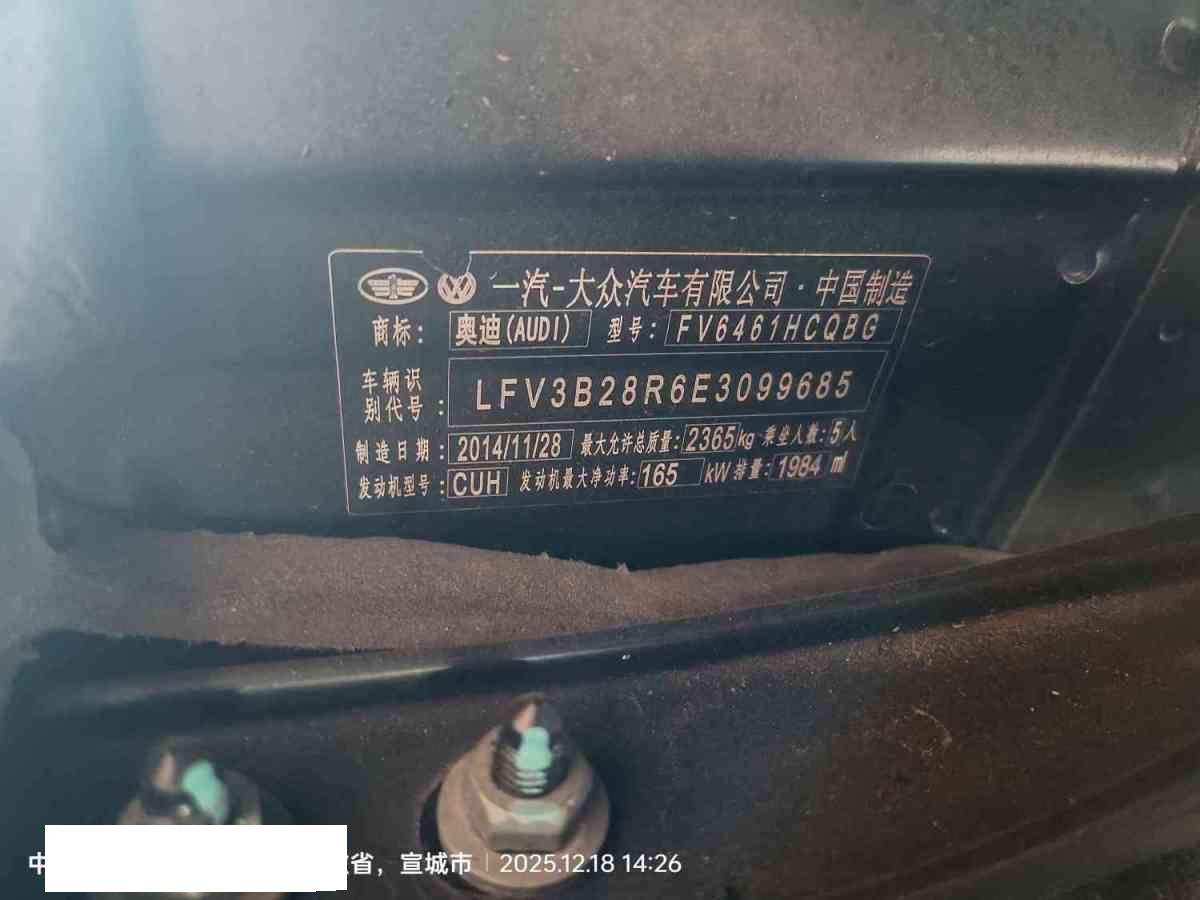 一汽-大众汽车有限公司·中国制造
商标: 奥迪(AUDI) 型号: FV6461HCQBG
车辆识
别代号: LFV3B28R6E3099685
制造日期: 2014/11/28 最大允许总质量: 2365kg 乘坐人数: 5人
发动机型号: CUH 发动机最大净功率: 165 kW 排量: 1984 ml
中 省，宣城市 | 2025.12.18 14:26